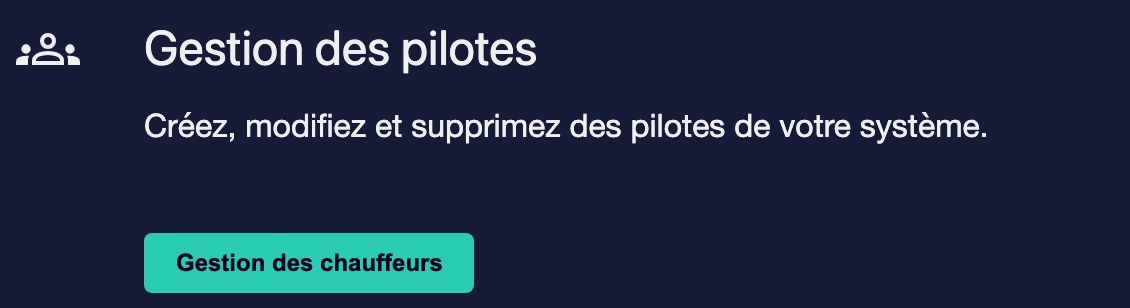 Gestion des pilotes
Créez, modifiez et supprimez des pilotes de votre système.
Gestion des chauffeurs